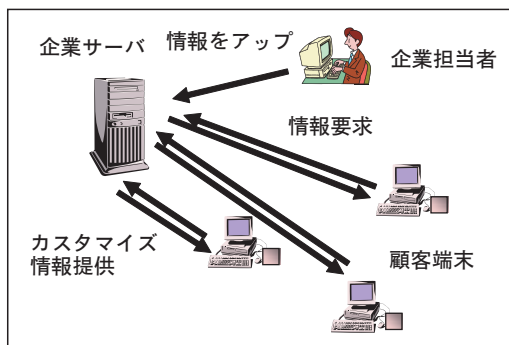 企業サーバ
情報をアップ
企業担当者
情報要求
カスタマイズ
情報提供
顧客端末